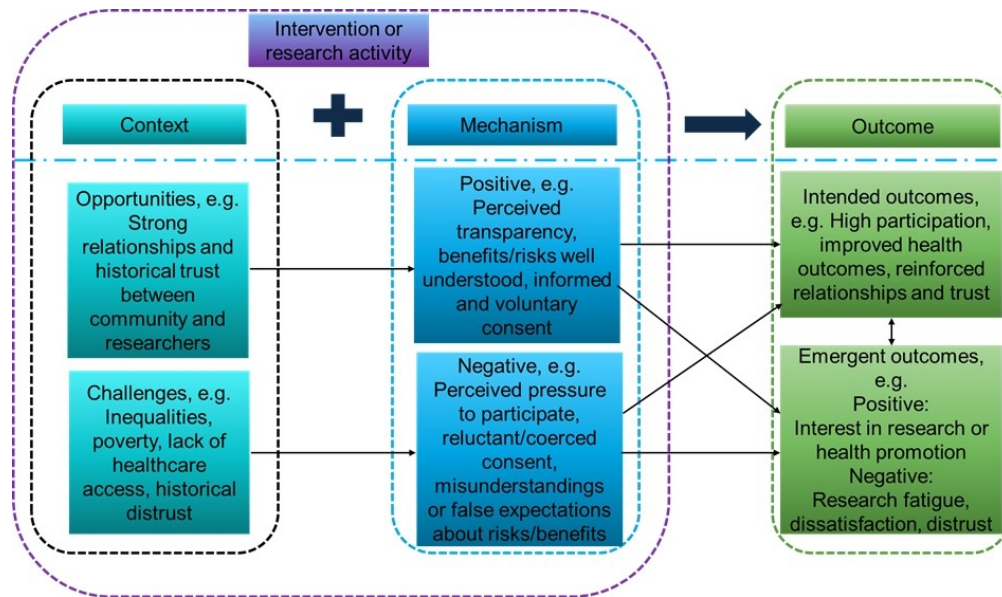 Intervention or
research activity
Context
Mechanism
Outcome
Opportunities, e.g.
Strong
relationships and
historical trust
between
community and
researchers
Positive, e.g.
Perceived
transparency,
benefits/risks well
understood, informed
and voluntary
consent
Intended outcomes,
e.g. High participation,
improved health
outcomes, reinforced
relationships and trust
Challenges, e.g.
Inequalities,
poverty, lack of
healthcare
access, historical
distrust
Negative, e.g.
Perceived pressure
to participate,
reluctant/coerced
consent,
misunderstandings
or false expectations
about risks/benefits
Emergent outcomes,
e.g.
Positive:
Interest in research or
health promotion
Negative:
Research fatigue,
dissatisfaction, distrust